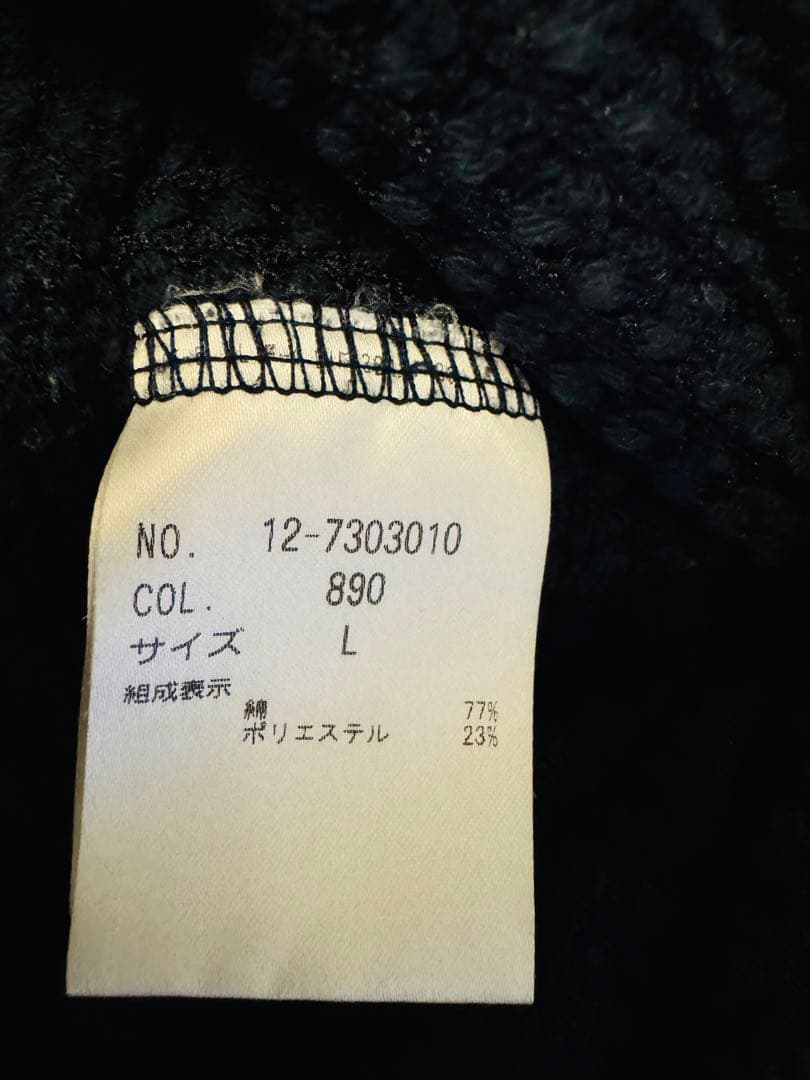 NO. 12-7303010
COL. 890
サイズ L
組成表示
綿 77%
ポリエステル 23%